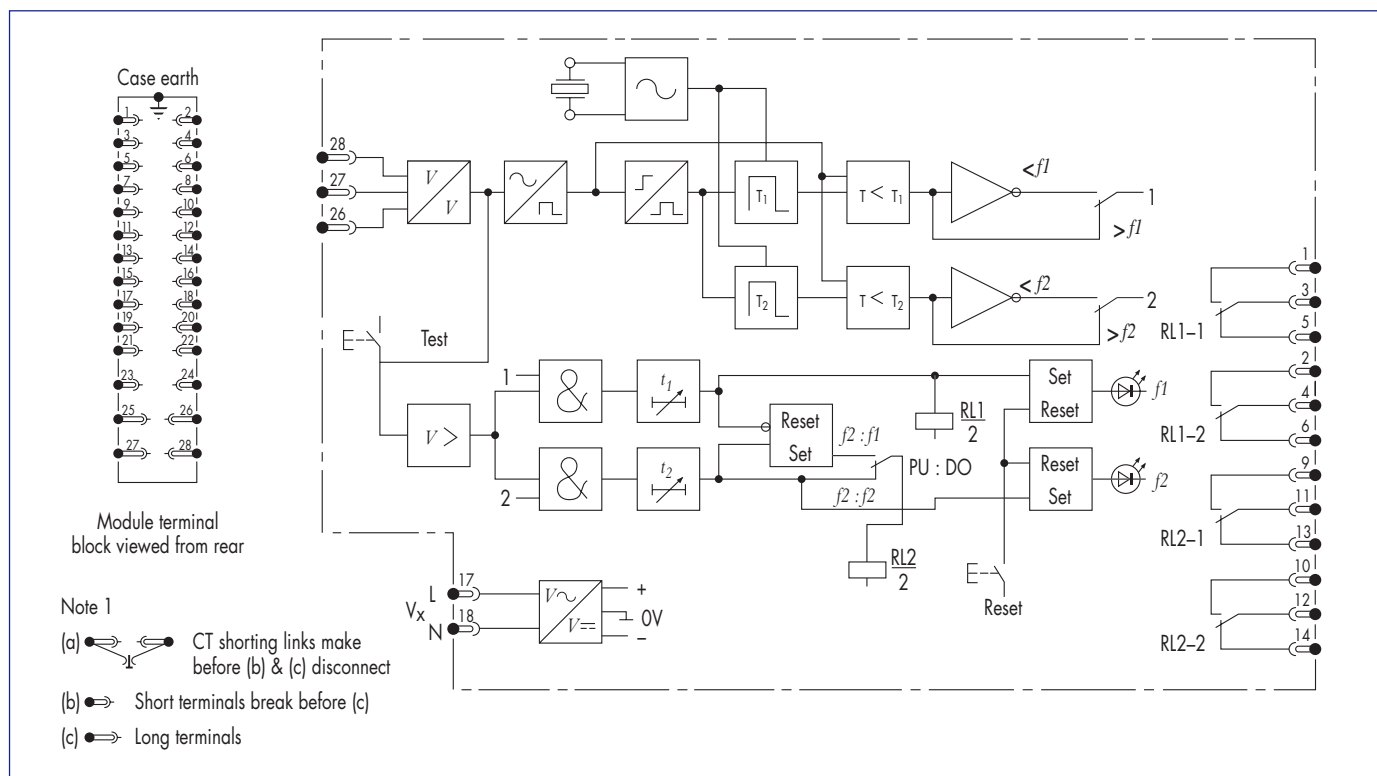 Case earth
1 2
3 4
5 6
7 8
9 10
11 12
13 14
15 16
17 18
19 20
21 22
23 24
25 26
27 28
Module terminal
block viewed from rear
Note 1
(a) CT shorting links make
before (b) & (c) disconnect
(b) Short terminals break before (c)
(c) Long terminals
28
27
26
V
V
T1
T < T1
<f1
1
>f1
T2
T < T2
<f2
2
>f2
Test
V >
1
&
t1
2
&
t2
Reset
Set
f2 : f1
PU : DO
f2 : f2
RL1
2
RL2
2
Set
Reset
f1
Reset
Set
f2
Reset
L 17
Vx
N 18
V
V
+
0V
–
RL1–1
1
3
5
RL1–2
2
4
6
RL2–1
9
11
13
RL2–2
10
12
14